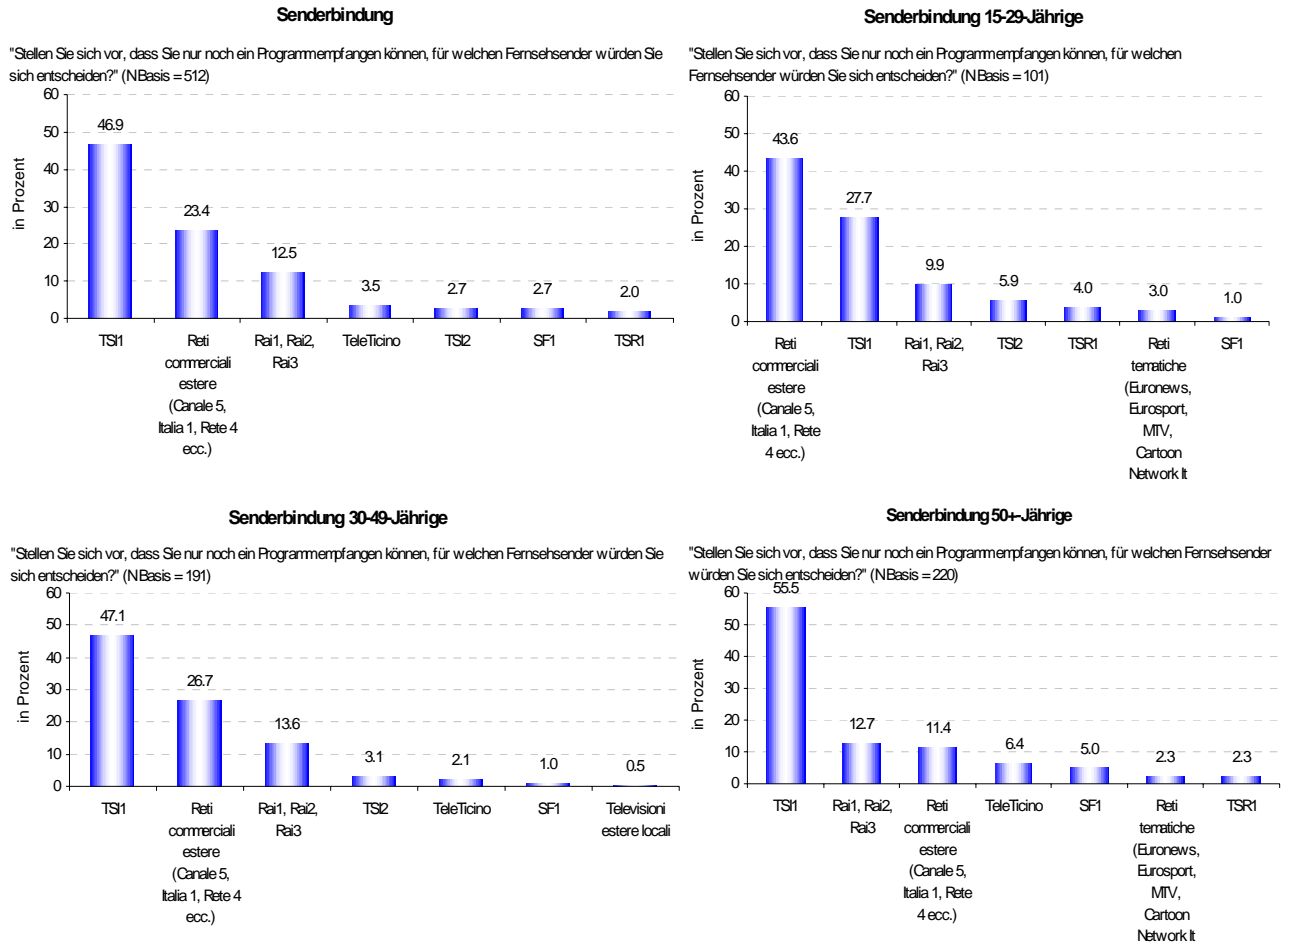 Senderbindung
"Stellen Sie sich vor, dass Sie nur noch ein Programm empfangen können, für welchen Fernsehsender würden Sie
sich entscheiden?" (NBasis = 512)
in Prozent
60
50
40
30
20
10
0
46.9
23.4
12.5
3.5
2.7
2.7
2.0
TSI1
Reti
commerciali
estere
(Canale 5,
Italia 1, Rete 4
ecc.)
Rai1, Rai2,
Rai3
TeleTicino
TSI2
SF1
TSR1
Senderbindung 15-29-Jährige
"Stellen Sie sich vor, dass Sie nur noch ein Programm empfangen können, für welchen
Fernsehsender würden Sie sich entscheiden?" (NBasis = 101)
in Prozent
60
50
40
30
20
10
0
43.6
27.7
9.9
5.9
4.0
3.0
1.0
Reti
commerciali
estere
(Canale 5,
Italia 1, Rete
4 ecc.)
TSI1
Rai1, Rai2,
Rai3
TSI2
TSR1
Reti
tematiche
(Euronews,
Eurosport,
MTV,
Cartoon
Network It
SF1
Senderbindung 30-49-Jährige
"Stellen Sie sich vor, dass Sie nur noch ein Programm empfangen können, für welchen Fernsehsender würden Sie
sich entscheiden?" (NBasis = 191)
in Prozent
60
50
40
30
20
10
0
47.1
26.7
13.6
3.1
2.1
1.0
0.5
TSI1
Reti
commerciali
estere
(Canale 5,
Italia 1, Rete 4
ecc.)
Rai1, Rai2,
Rai3
TSI2
TeleTicino
SF1
Televisioni
estere locali
Senderbindung 50+-Jährige
"Stellen Sie sich vor, dass Sie nur noch ein Programm empfangen können, für welchen Fernsehsender
würden Sie sich entscheiden?" (NBasis = 220)
in Prozent
60
50
40
30
20
10
0
55.5
12.7
11.4
6.4
5.0
2.3
2.3
TSI1
Rai1, Rai2,
Rai3
Reti
commerciali
estere
(Canale 5,
Italia 1, Rete
4 ecc.)
TeleTicino
SF1
Reti
tematiche
(Euronews,
Eurosport,
MTV,
Cartoon
Network It
TSR1